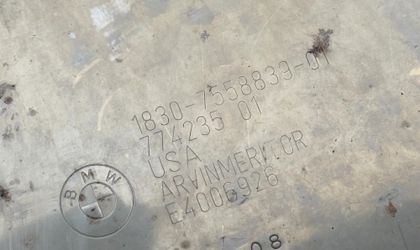 1830-7558839-01
774235 01
USA
ARVINMERITOR
E4006926
BMW
08